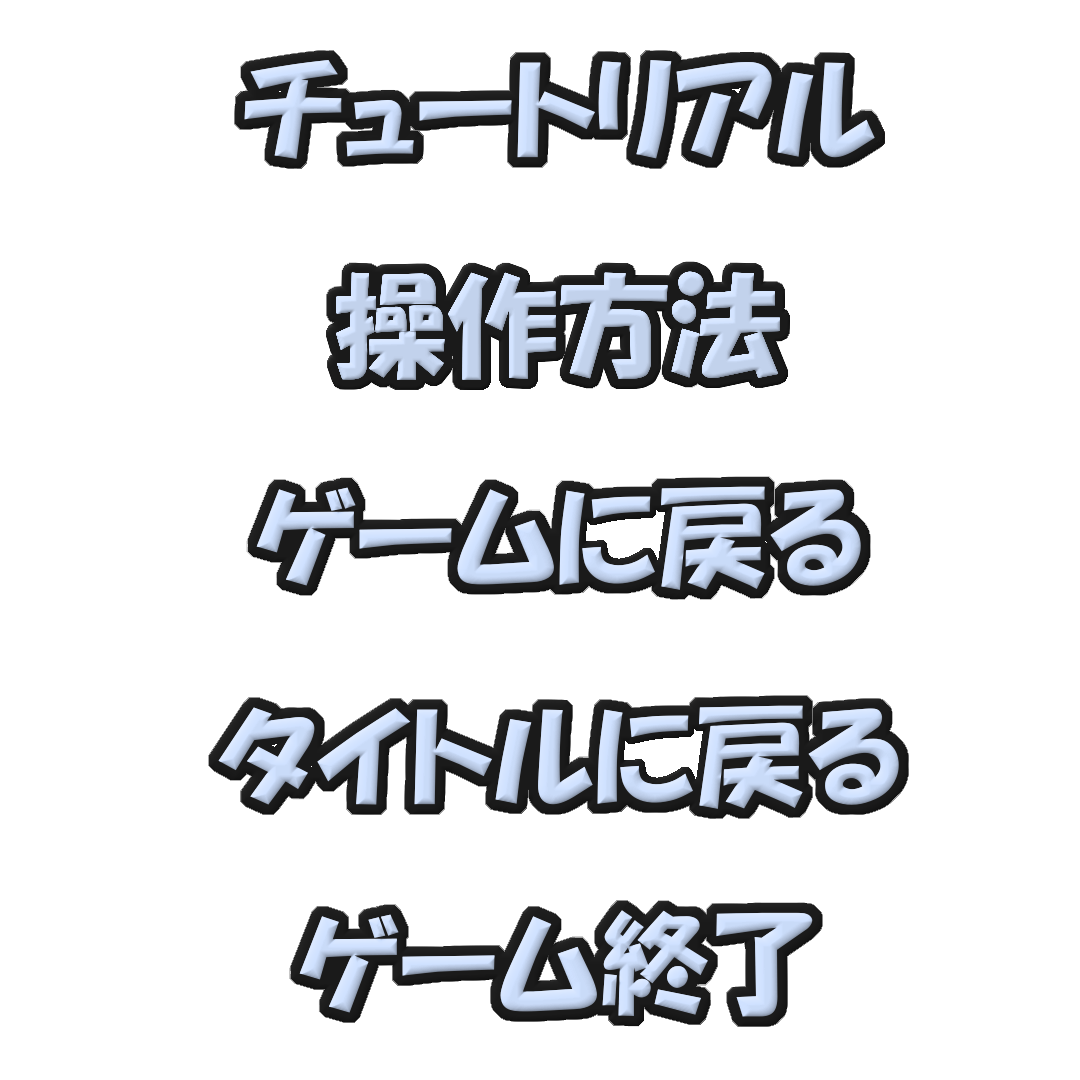 チュートリアル
操作方法
ゲームに戻る
タイトルに戻る
ゲーム終了